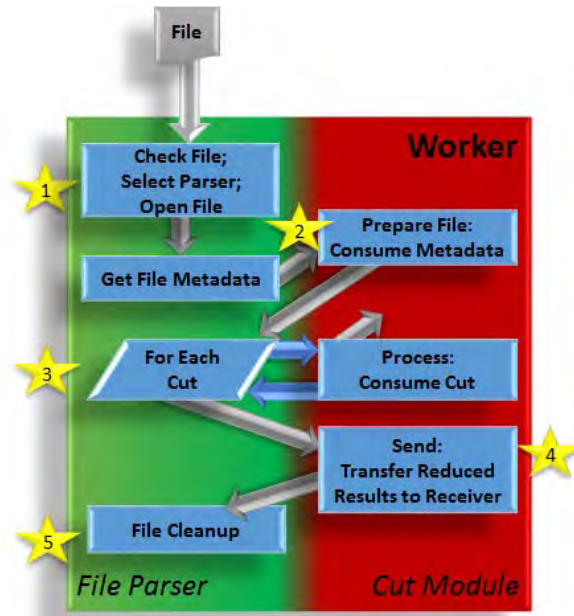 File
Worker
1
Check File;
Select Parser;
Open File
2
Prepare File:
Consume Metadata
Get File Metadata
3
For Each
Cut
Process:
Consume Cut
Send:
Transfer Reduced
Results to Receiver
4
5
File Cleanup
File Parser
Cut Module